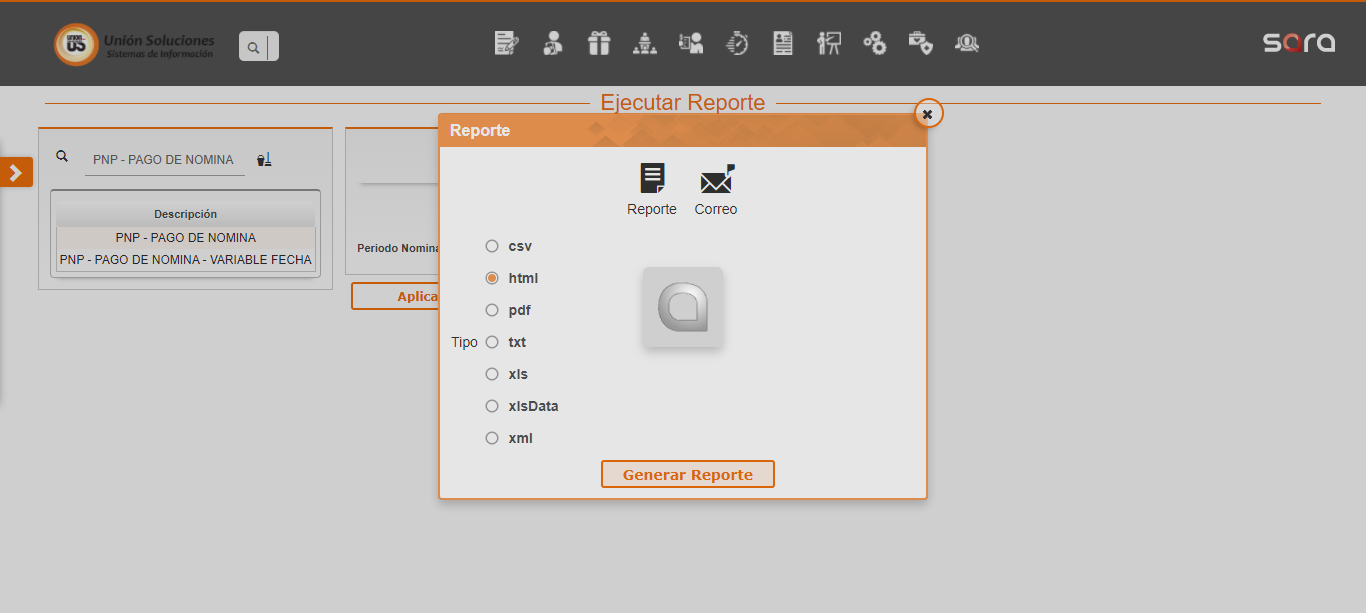 UNIÓN
US
Unión Soluciones
Sistemas de Información
sara
Ejecutar Reporte
PNP - PAGO DE NOMINA
Descripción
PNP - PAGO DE NOMINA
PNP - PAGO DE NOMINA - VARIABLE FECHA
Periodo Nomina
Aplica
Reporte
Reporte
Correo
Tipo
csv
html
pdf
txt
xls
xlsData
xml
Generar Reporte